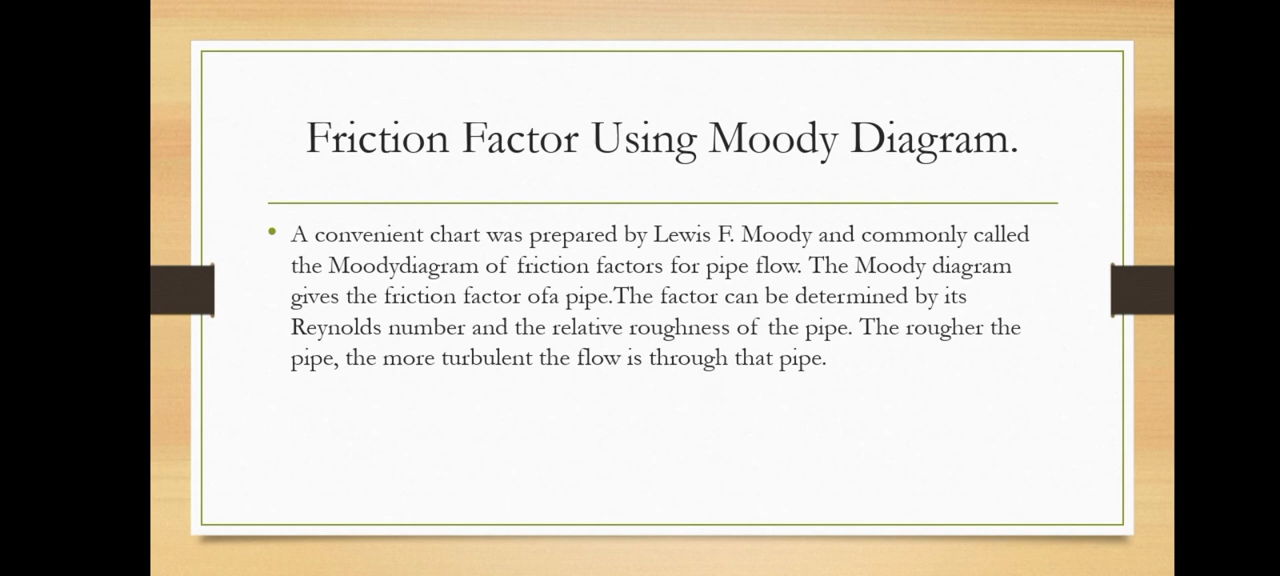 Friction Factor Using Moody Diagram.
• A convenient chart was prepared by Lewis F. Moody and commonly called
the Moodydiagram of friction factors for pipe flow. The Moody diagram
gives the friction factor ofa pipe.The factor can be determined by its
Reynolds number and the relative roughness of the pipe. The rougher the
pipe, the more turbulent the flow is through that pipe.